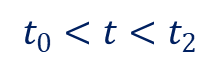 t₀ < t < t₂